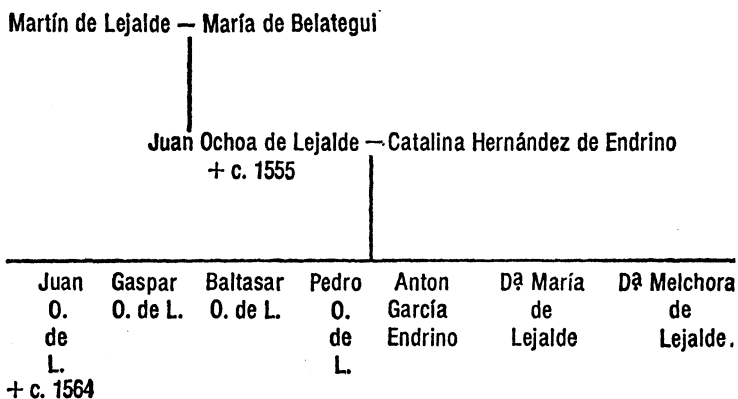 Martín de Lejalde — María de Belategui
Juan Ochoa de Lejalde — Catalina Hernández de Endrino
+ c. 1555
Juan Gaspar Baltasar Pedro Anton Dª María Dª Melchora
O. O. de L. O. de L. O. García de de
de de Endrino Lejalde Lejalde.
L. L.
+ c. 1564